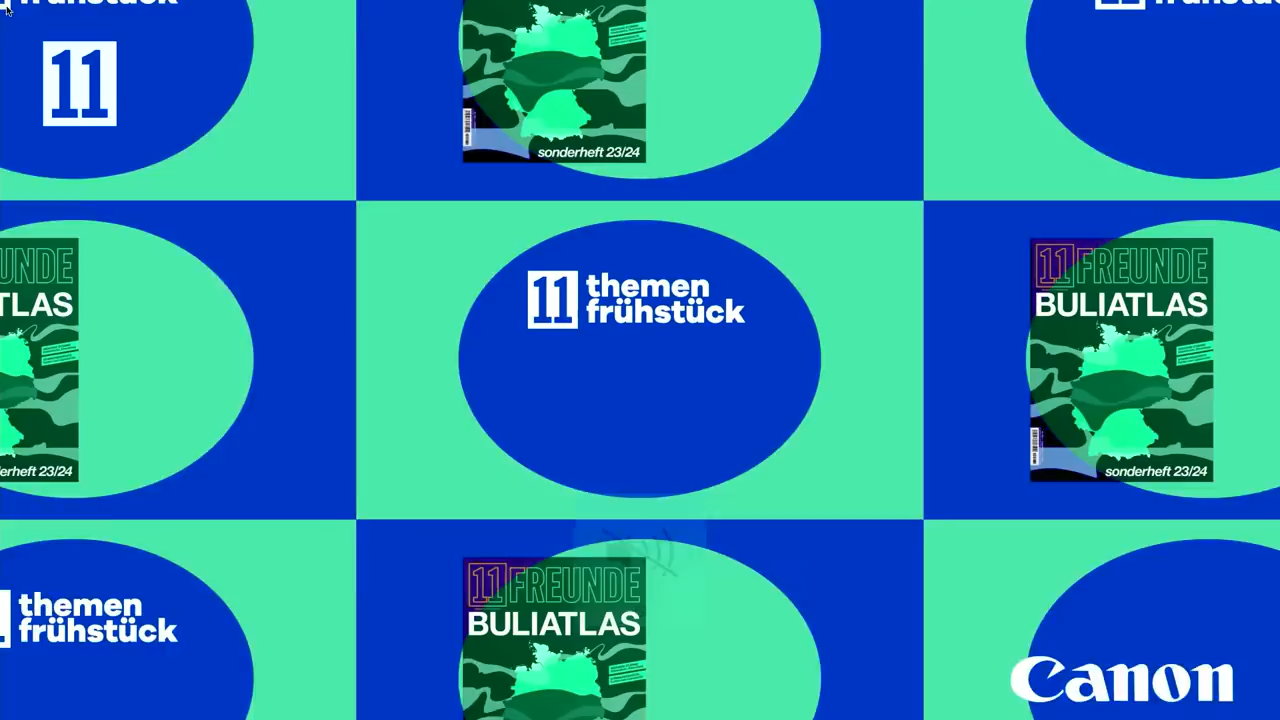 frühstück
11
sonderheft 23/24
UNDE
TLAS
erheft 23/24
11 themen
frühstück
11FREUNDE
BULIATLAS
sonderheft 23/24
themen
frühstück
11FREUNDE
BULIATLAS
Canon